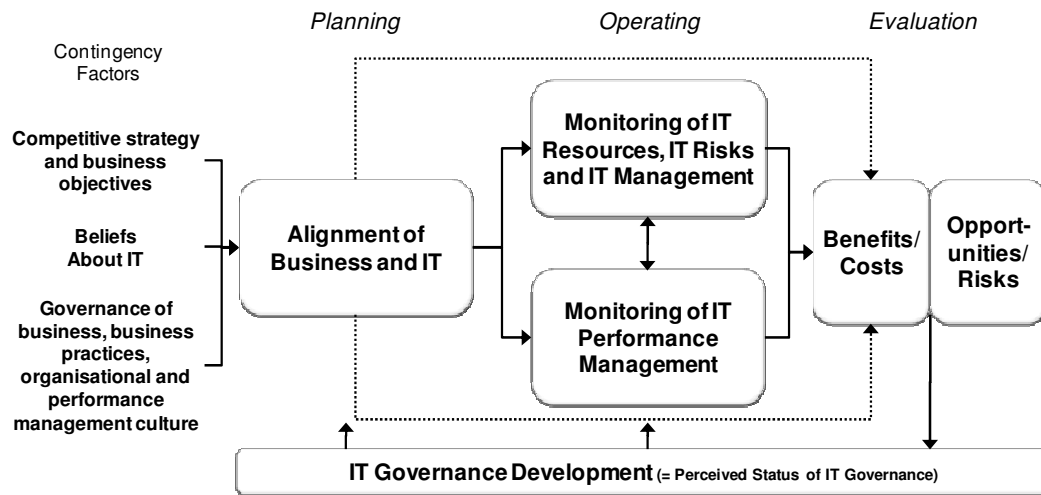 Planning
Operating
Evaluation
Contingency
Factors
Competitive strategy
and business
objectives
Beliefs
About IT
Governance of
business, business
practices,
organisational and
performance
management culture
Alignment of
Business and IT
Monitoring of IT
Resources, IT Risks
and IT Management
Monitoring of IT
Performance
Management
Benefits/
Costs
Opport-
unities/
Risks
IT Governance Development (= Perceived Status of IT Governance)